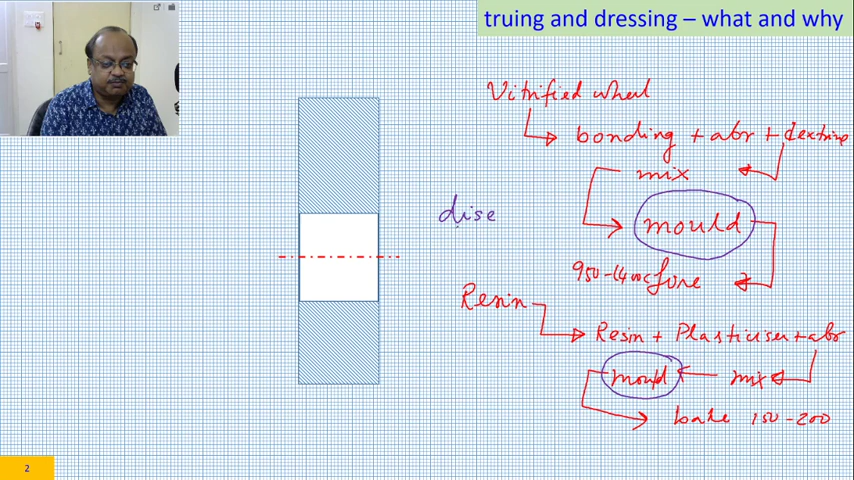 truing and dressing – what and why
Vitrified wheel
bonding + abr + dextrine
mix
mould
disc
950-1400c fire
Resin
Resin + Plasticiser + abr
mould mix
bake 150-200
2